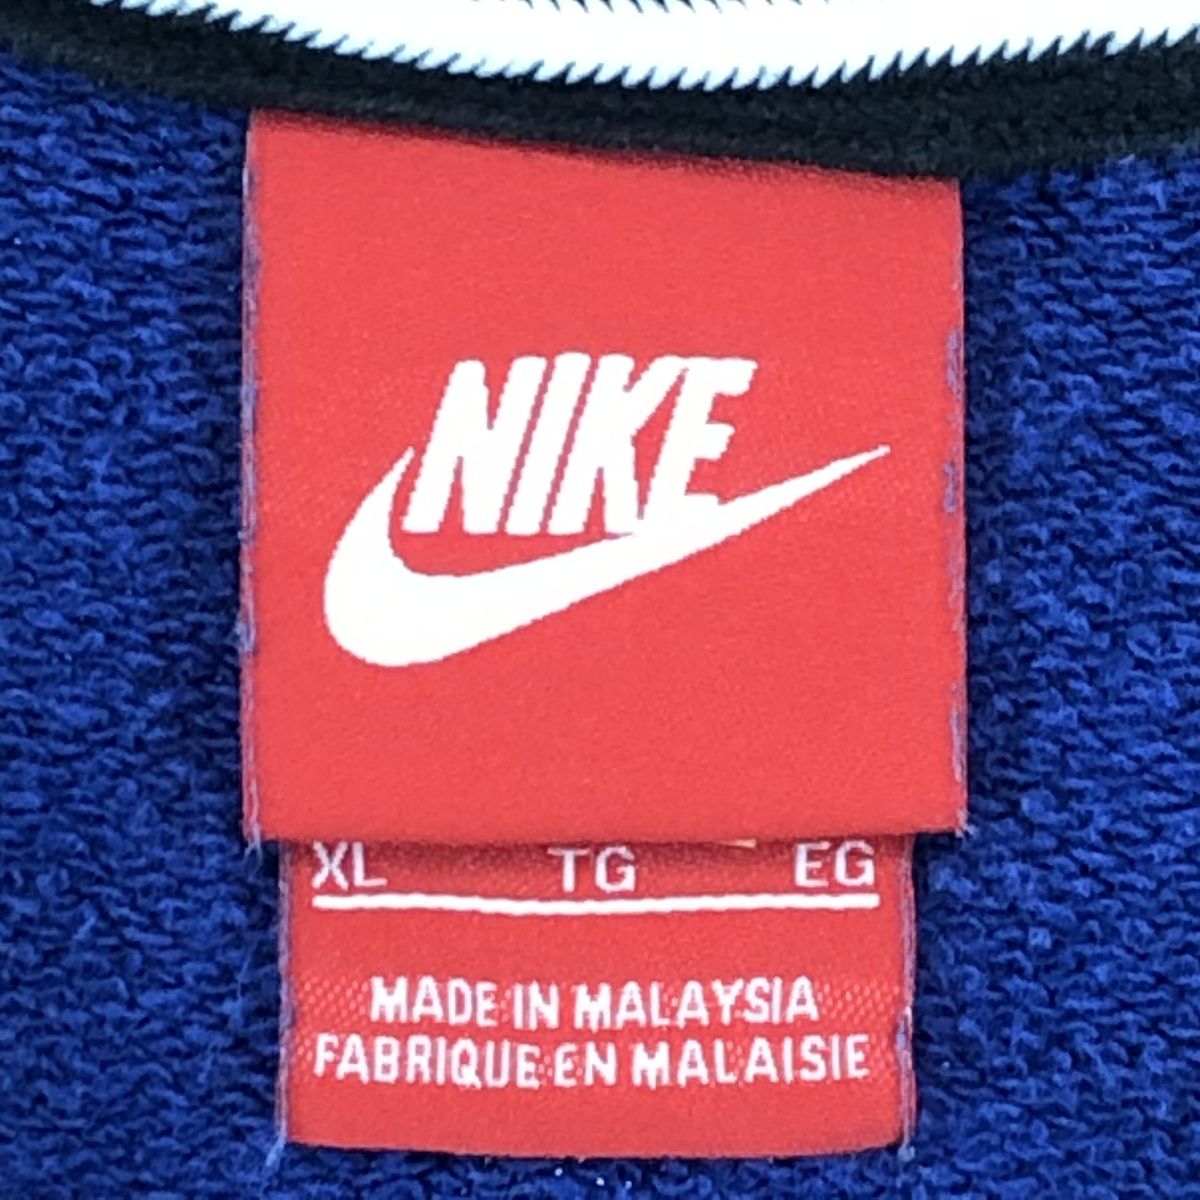 NIKE
XL TG EG
MADE IN MALAYSIA
FABRIQUE EN MALAISIE